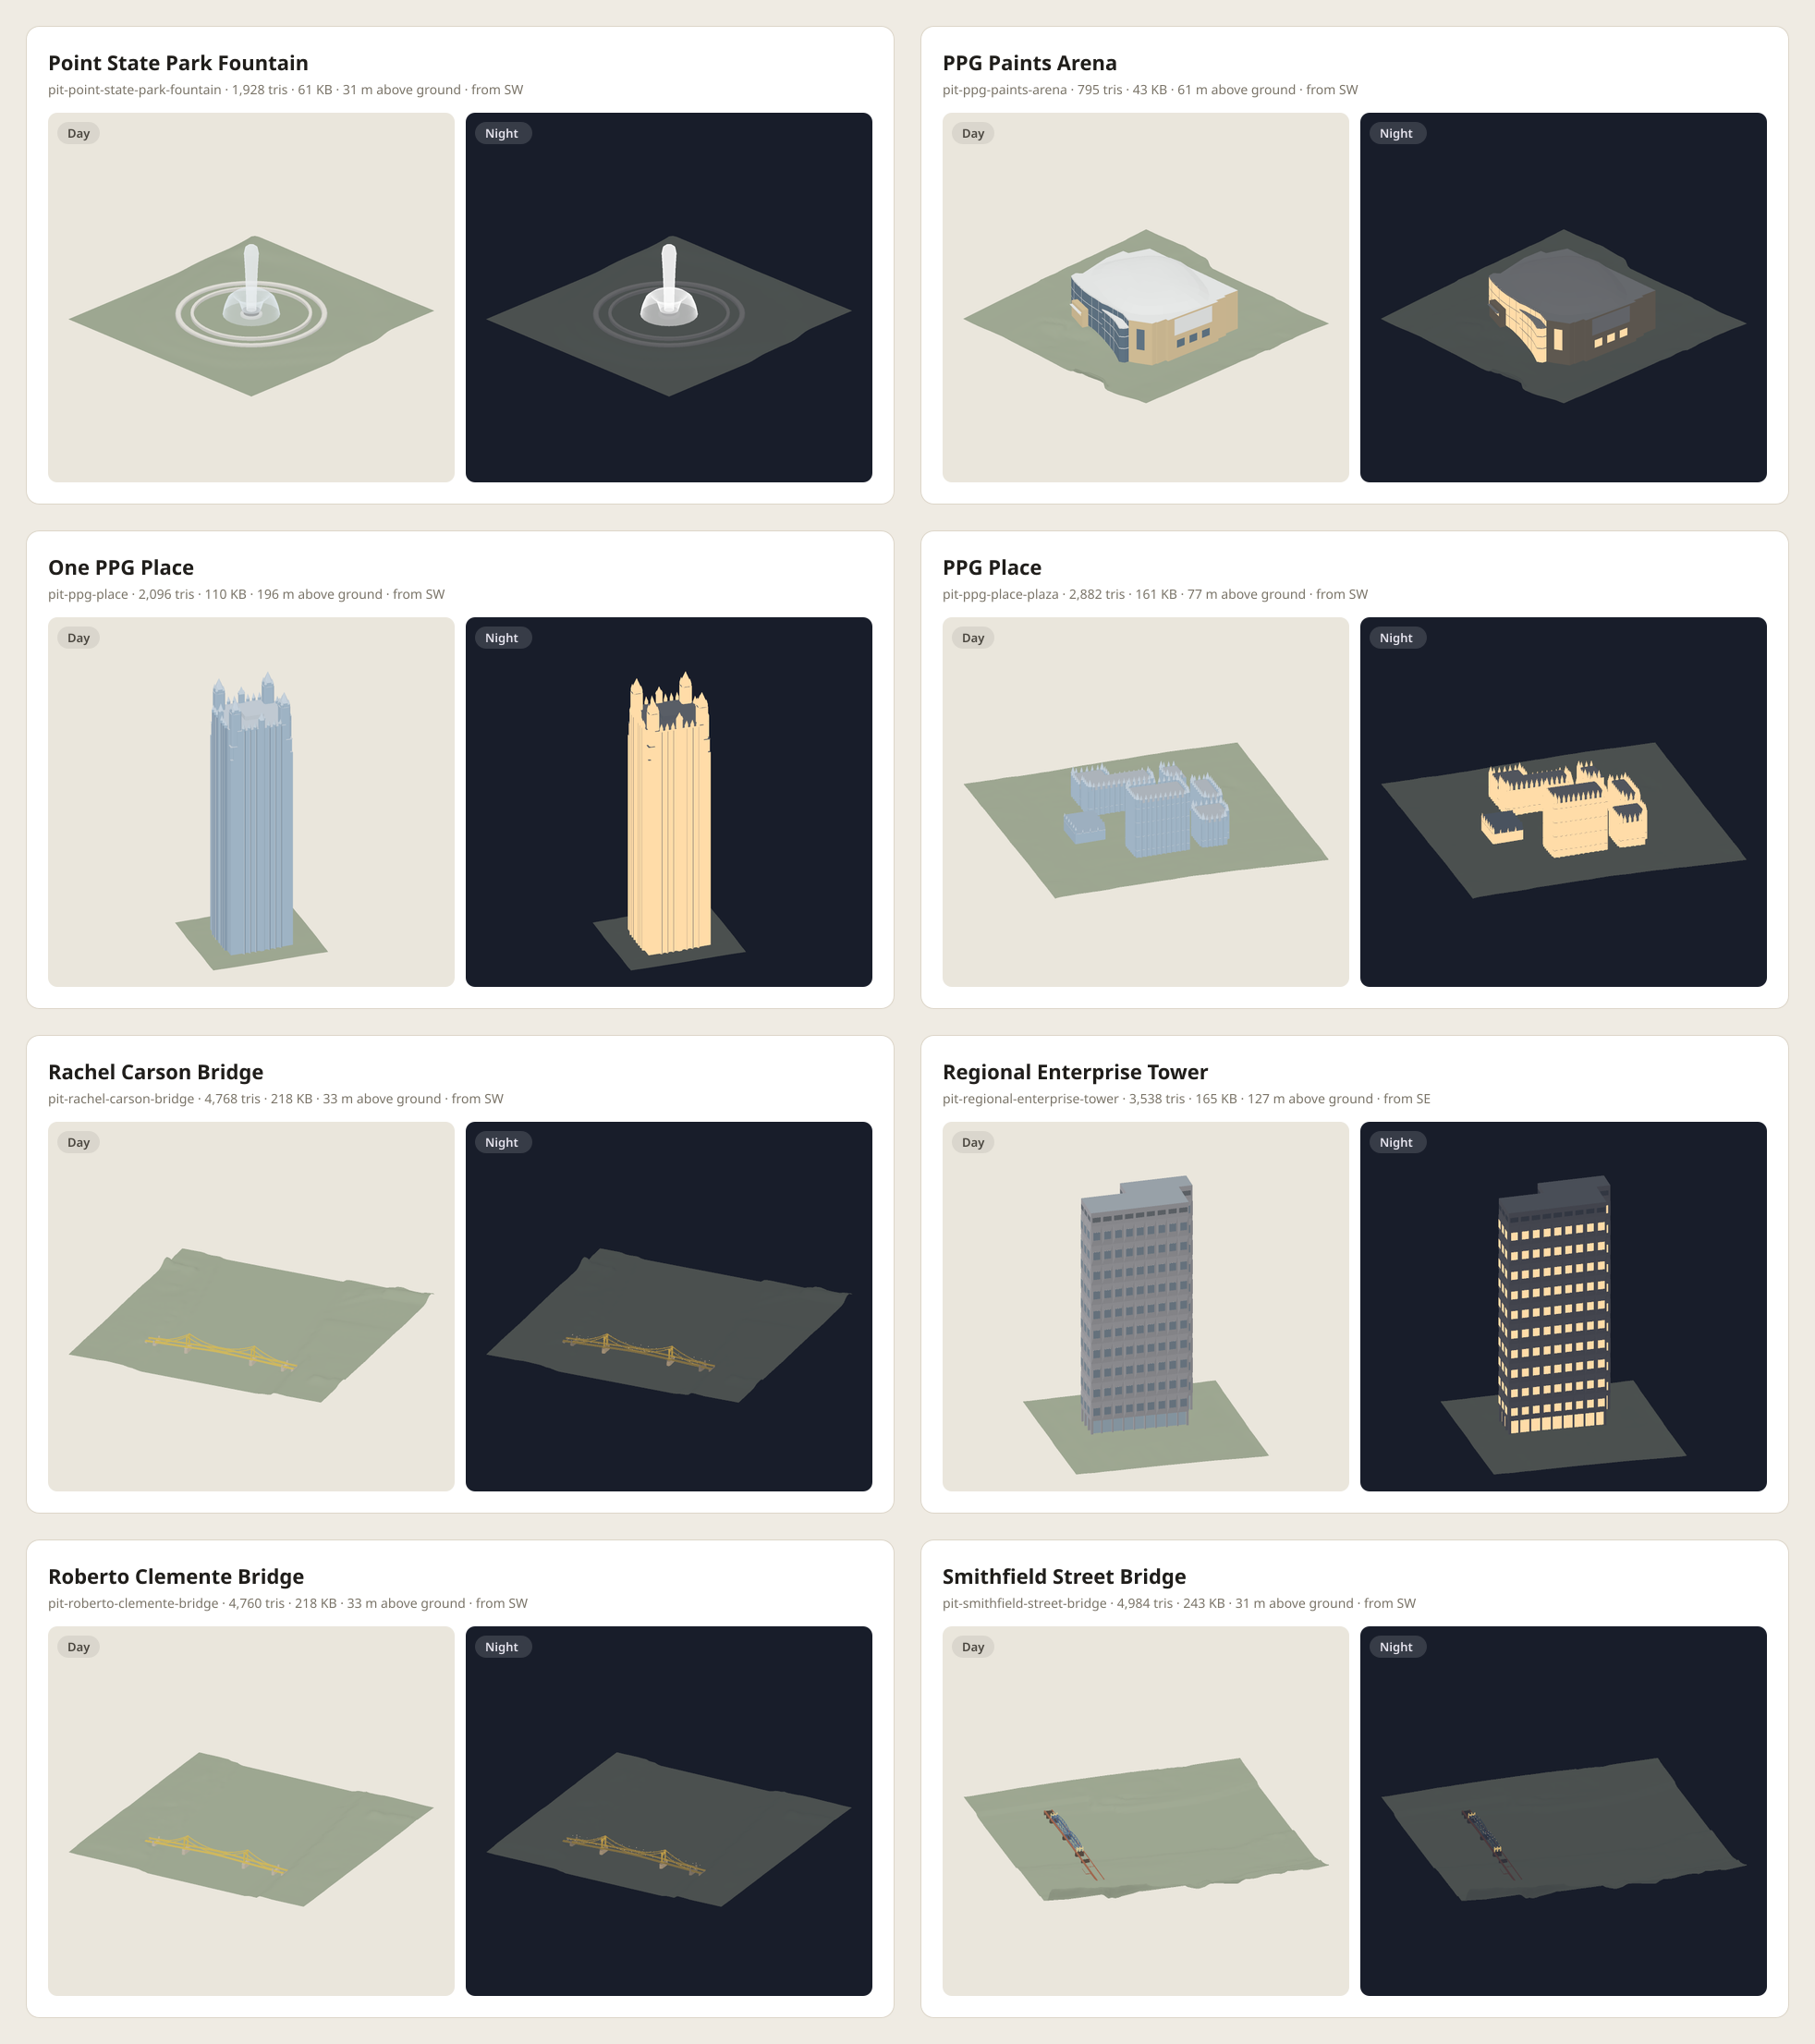 Point State Park Fountain
pit-point-state-park-fountain · 1,928 tris · 61 KB · 31 m above ground · from SW
Day
Night
PPG Paints Arena
pit-ppg-paints-arena · 795 tris · 43 KB · 61 m above ground · from SW
Day
Night
One PPG Place
pit-ppg-place · 2,096 tris · 110 KB · 196 m above ground · from SW
Day
Night
PPG Place
pit-ppg-place-plaza · 2,882 tris · 161 KB · 77 m above ground · from SW
Day
Night
Rachel Carson Bridge
pit-rachel-carson-bridge · 4,768 tris · 218 KB · 33 m above ground · from SW
Day
Night
Regional Enterprise Tower
pit-regional-enterprise-tower · 3,538 tris · 165 KB · 127 m above ground · from SE
Day
Night
Roberto Clemente Bridge
pit-roberto-clemente-bridge · 4,760 tris · 218 KB · 33 m above ground · from SW
Day
Night
Smithfield Street Bridge
pit-smithfield-street-bridge · 4,984 tris · 243 KB · 31 m above ground · from SW
Day
Night